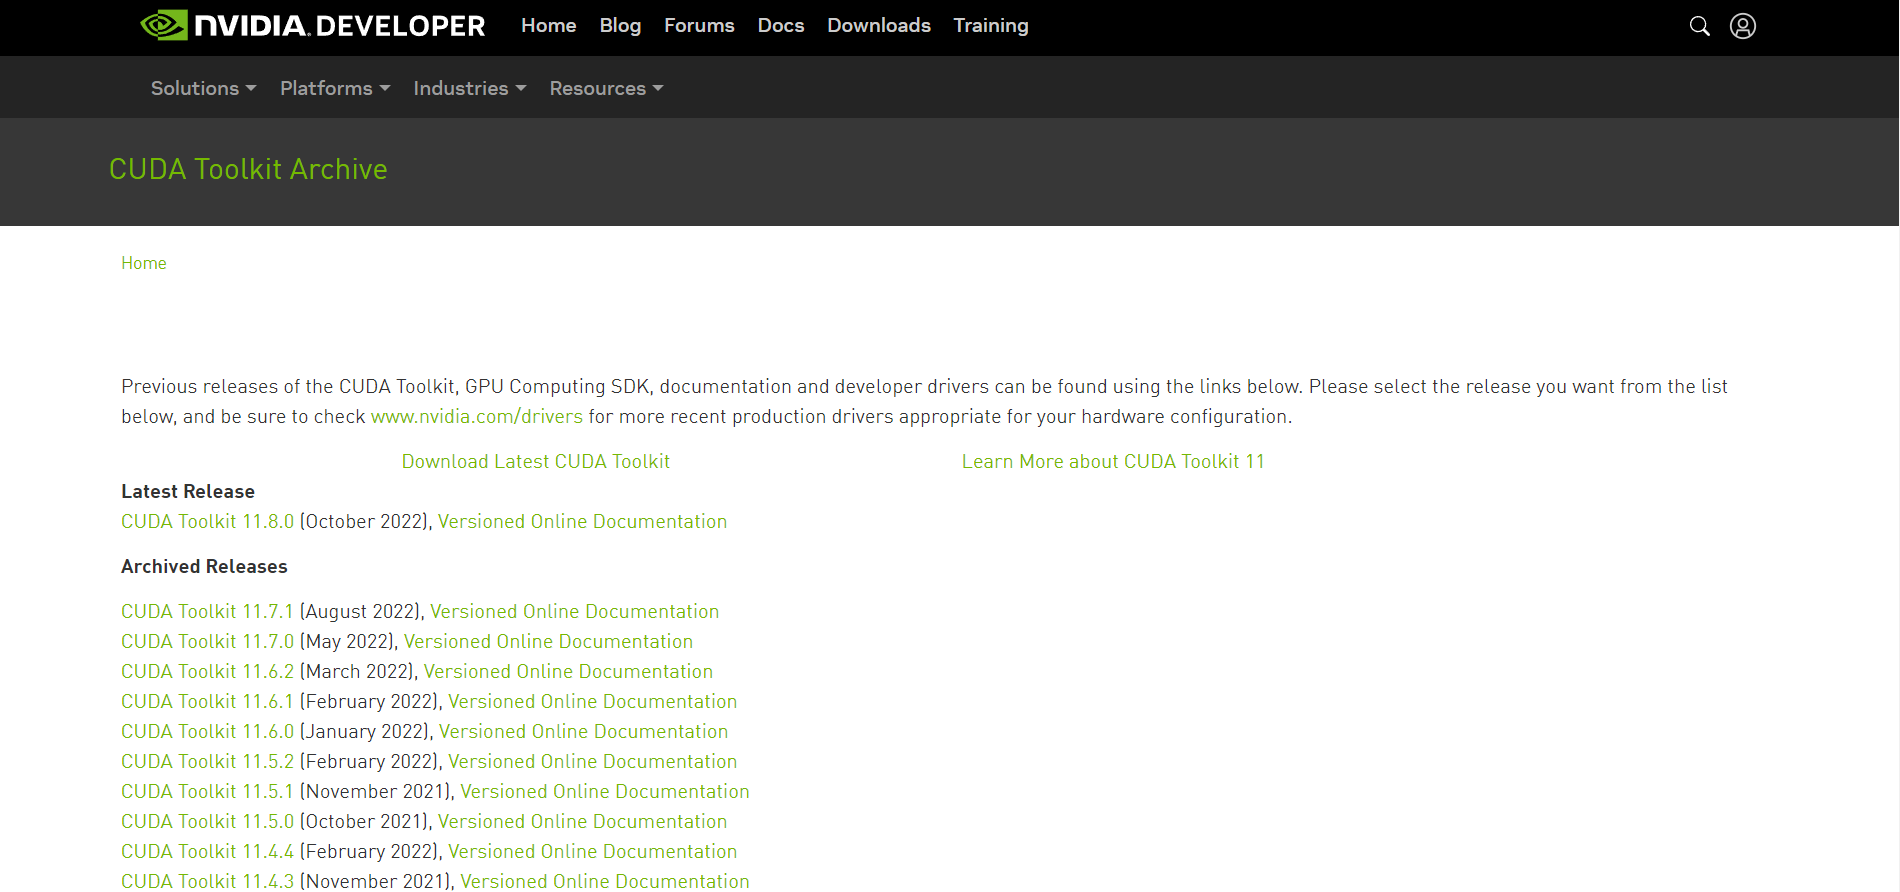 NVIDIA. DEVELOPER Home Blog Forums Docs Downloads Training
Solutions Platforms Industries Resources
CUDA Toolkit Archive
Home
Previous releases of the CUDA Toolkit, GPU Computing SDK, documentation and developer drivers can be found using the links below. Please select the release you want from the list
below, and be sure to check www.nvidia.com/drivers for more recent production drivers appropriate for your hardware configuration.
Download Latest CUDA Toolkit Learn More about CUDA Toolkit 11
Latest Release
CUDA Toolkit 11.8.0 (October 2022), Versioned Online Documentation
Archived Releases
CUDA Toolkit 11.7.1 (August 2022), Versioned Online Documentation
CUDA Toolkit 11.7.0 (May 2022), Versioned Online Documentation
CUDA Toolkit 11.6.2 (March 2022), Versioned Online Documentation
CUDA Toolkit 11.6.1 (February 2022), Versioned Online Documentation
CUDA Toolkit 11.6.0 (January 2022), Versioned Online Documentation
CUDA Toolkit 11.5.2 (February 2022), Versioned Online Documentation
CUDA Toolkit 11.5.1 (November 2021), Versioned Online Documentation
CUDA Toolkit 11.5.0 (October 2021), Versioned Online Documentation
CUDA Toolkit 11.4.4 (February 2022), Versioned Online Documentation
CUDA Toolkit 11.4.3 (November 2021), Versioned Online Documentation